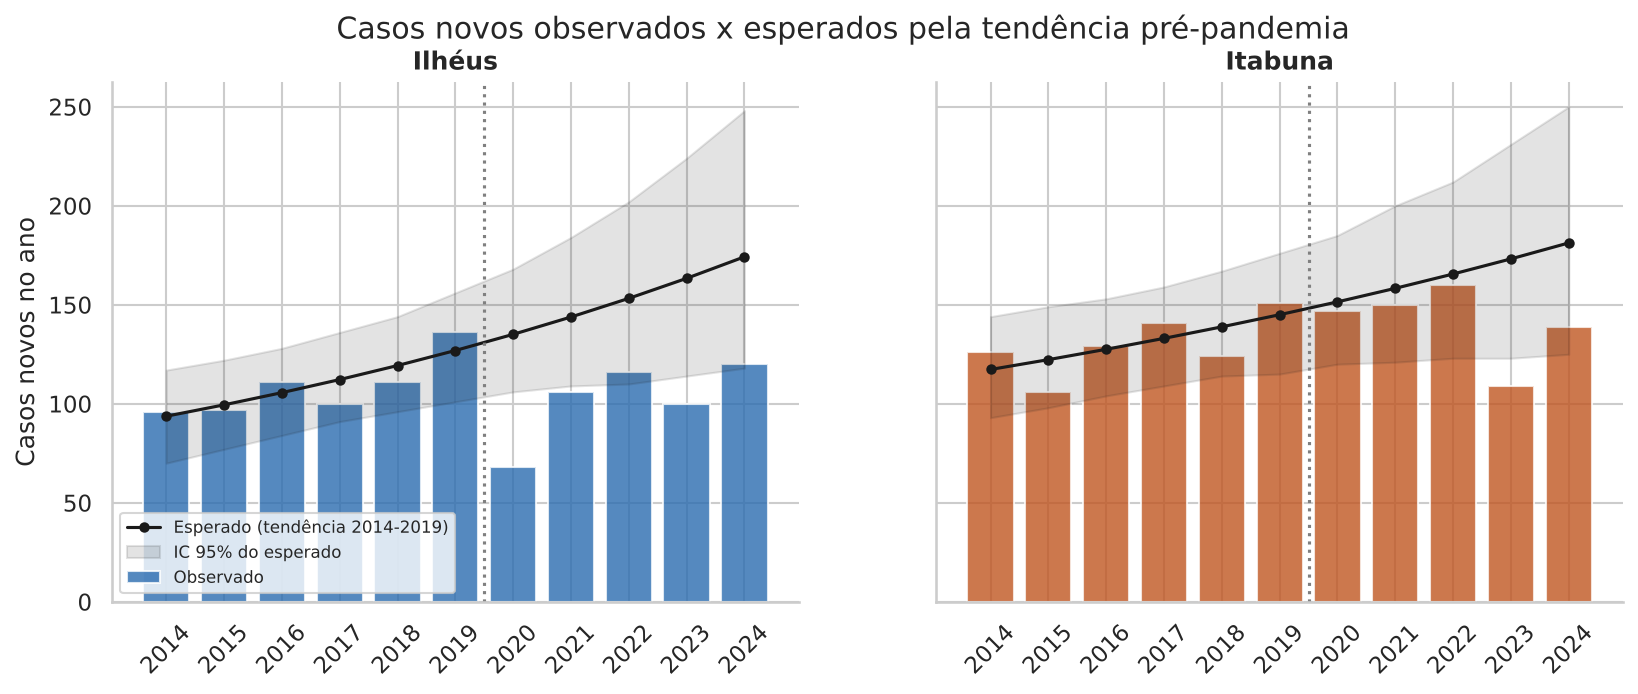 Casos novos observados x esperados pela tendência pré-pandemia
Ilhéus
Casos novos no ano
250
200
150
100
50
0
Esperado (tendência 2014-2019)
IC 95% do esperado
Observado
2014 2015 2016 2017 2018 2019 2020 2021 2022 2023 2024
Itabuna
2014 2015 2016 2017 2018 2019 2020 2021 2022 2023 2024